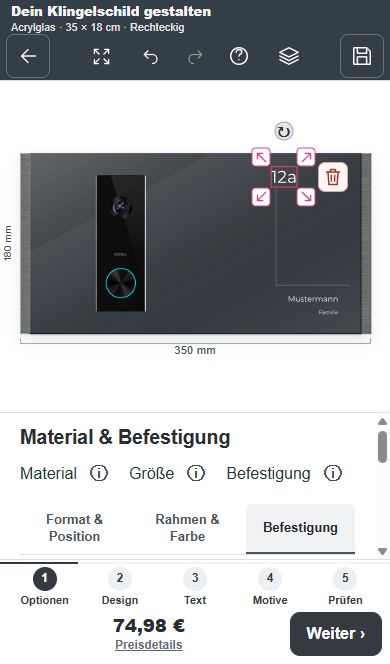 Dein Klingelschild gestalten
Acrylglas · 35 × 18 cm · Rechteckig
12a
180 mm
Mustermann
Familie
350 mm
Material & Befestigung
Material
Größe
Befestigung
Format & Position
Rahmen & Farbe
Befestigung
1
Optionen
2
Design
3
Text
4
Motive
5
Prüfen
74,98 €
Preisdetails
Weiter ›